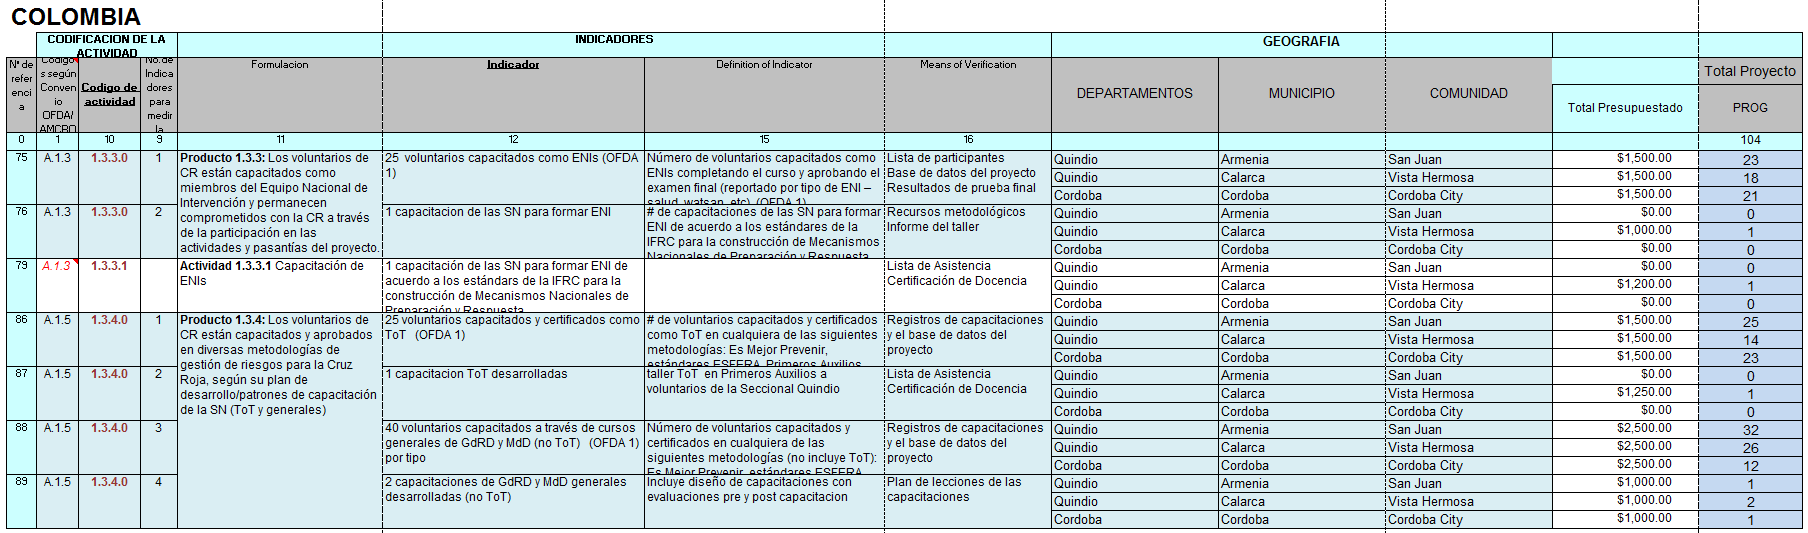 COLOMBIA
CODIFICACION DE LA ACTIVIDAD
INDICADORES
GEOGRAFIA
Nº de referencia
Codigos según Convenio OFDA/AMCRO
Codigo de actividad
No. de Indicadores para medir la
Formulacion
Indicador
Definition of Indicator
Means of Verification
DEPARTAMENTOS
MUNICIPIO
COMUNIDAD
Total Presupuestado
Total Proyecto
PROG
0 1 10 9 11 12 15 16 104
75 A.1.3 1.3.3.0 1
Producto 1.3.3: Los voluntarios de
CR están capacitados como
miembros del Equipo Nacional de
Intervención y permanecen
comprometidos con la CR a través
de la participación en las
actividades y pasantías del proyecto.
25 voluntarios capacitados como ENIs (OFDA
1)
Número de voluntarios capacitados como
ENIs completando el curso y aprobando el
examen final (reportado por tipo de ENI –
salud, watsan, etc) (OFDA 1)
Lista de participantes
Base de datos del proyecto
Resultados de prueba final
Quindio Armenia San Juan $1,500.00 23
Quindio Calarca Vista Hermosa $1,500.00 18
Cordoba Cordoba Cordoba City $1,500.00 21
76 A.1.3 1.3.3.0 2
1 capacitacion de las SN para formar ENI
# de capacitaciones de las SN para formar
ENI de acuerdo a los estándares de la
IFRC para la construcción de Mecanismos
Nacionales de Preparación y Respuesta
Recursos metodológicos
Informe del taller
Quindio Armenia San Juan $0.00 0
Quindio Calarca Vista Hermosa $1,000.00 1
Cordoba Cordoba Cordoba City $0.00 0
79 A.1.3 1.3.3.1
Actividad 1.3.3.1 Capacitación de
ENIs
1 capacitación de las SN para formar ENI de
acuerdo a los estándars de la IFRC para la
construcción de Mecanismos Nacionales de
Preparación y Respuesta
Lista de Asistencia
Certificación de Docencia
Quindio Armenia San Juan $0.00 0
Quindio Calarca Vista Hermosa $1,200.00 1
Cordoba Cordoba Cordoba City $0.00 0
86 A.1.5 1.3.4.0 1
Producto 1.3.4: Los voluntarios de
CR están capacitados y aprobados
en diversas metodologías de
gestión de riesgos para la Cruz
Roja, según su plan de
desarrollo/patrones de capacitación
de la SN (ToT y generales)
25 voluntarios capacitados y certificados como
ToT (OFDA 1)
# de voluntarios capacitados y certificados
como ToT en cualquiera de las siguientes
metodologías: Es Mejor Prevenir,
estándares ESFERA, Primeros Auxilios
Registros de capacitaciones
y el base de datos del
proyecto
Quindio Armenia San Juan $1,500.00 25
Quindio Calarca Vista Hermosa $1,500.00 14
Cordoba Cordoba Cordoba City $1,500.00 23
87 A.1.5 1.3.4.0 2
1 capacitacion ToT desarrolladas
taller ToT en Primeros Auxilios a
voluntarios de la Seccional Quindio
Lista de Asistencia
Certificación de Docencia
Quindio Armenia San Juan $0.00 0
Quindio Calarca Vista Hermosa $1,250.00 1
Cordoba Cordoba Cordoba City $0.00 0
88 A.1.5 1.3.4.0 3
40 voluntarios capacitados a través de cursos
generales de GdRD y MdD (no ToT) (OFDA 1)
por tipo
Número de voluntarios capacitados y
certificados en cualquiera de las
siguientes metodologías (no incluye ToT):
Es Mejor Prevenir, estándares ESFERA,
Registros de capacitaciones
y el base de datos del
proyecto
Quindio Armenia San Juan $2,500.00 32
Quindio Calarca Vista Hermosa $2,500.00 26
Cordoba Cordoba Cordoba City $2,500.00 12
89 A.1.5 1.3.4.0 4
2 capacitaciones de GdRD y MdD generales
desarrolladas (no ToT)
Incluye diseño de capacitaciones con
evaluaciones pre y post capacitacion
Plan de lecciones de las
capacitaciones
Quindio Armenia San Juan $1,000.00 1
Quindio Calarca Vista Hermosa $1,000.00 2
Cordoba Cordoba Cordoba City $1,000.00 1